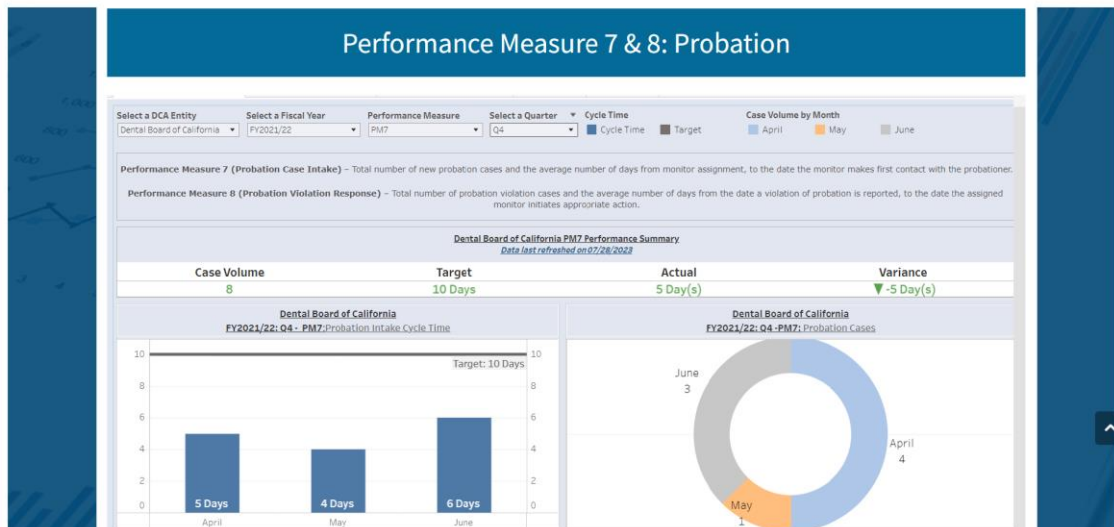 Performance Measure 7 & 8: Probation
Select a DCA Entity
Select a Fiscal Year
Performance Measure
Select a Quarter
Cycle Time
Case Volume by Month
Dental Board of California
FY2021/22
PM7
Q4
Cycle Time
Target
April
May
June
Performance Measure 7 (Probation Case Intake) – Total number of new probation cases and the average number of days from monitor assignment, to the date the monitor makes first contact with the probationer.
Performance Measure 8 (Probation Violation Response) – Total number of probation violation cases and the average number of days from the date a violation of probation is reported, to the date the assigned
monitor initiates appropriate action.
Dental Board of California PM7 Performance Summary
Data last refreshed on 07/28/2023
Case Volume Target Actual Variance
8 10 Days 5 Day(s) ▼ -5 Day(s)
Dental Board of California
FY2021/22: Q4 - PM7:Probation Intake Cycle Time
10
8
6
4
2
0
Target: 10 Days
10
8
6
4
2
0
5 Days
4 Days
6 Days
April
May
June
Dental Board of California
FY2021/22: Q4 -PM7: Probation Cases
June
3
April
4
May
1